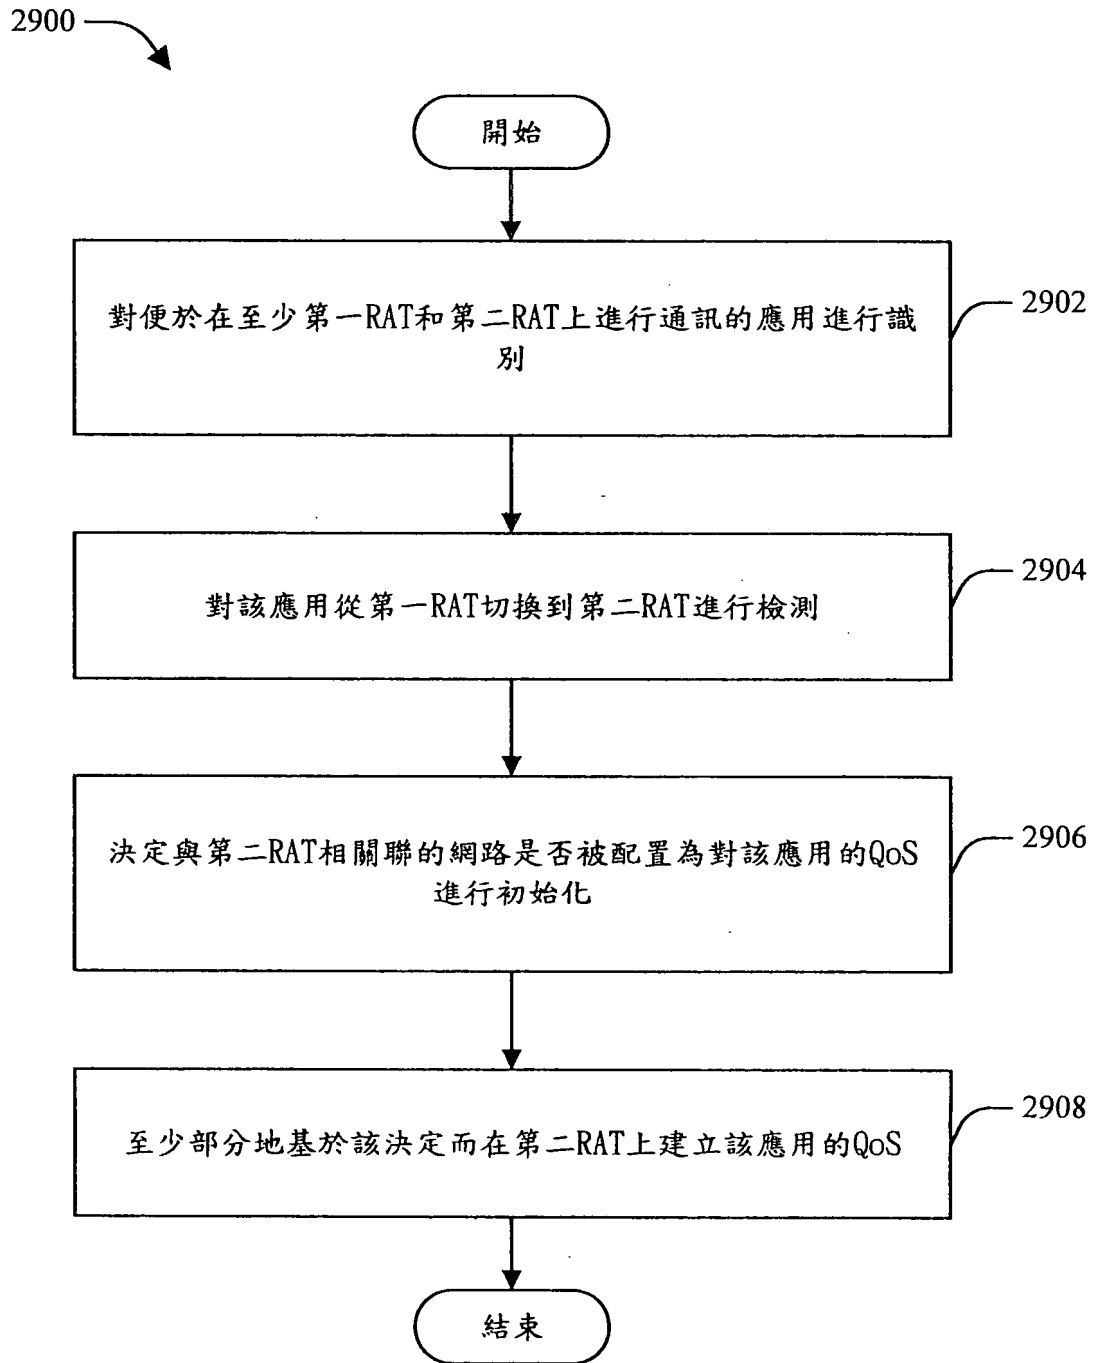 2900
開始
對便於在至少第一RAT和第二RAT上進行通訊的應用進行識
別
2902
對該應用從第一RAT切換到第二RAT進行檢測
2904
決定與第二RAT相關聯的網路是否被配置為對該應用的QoS
進行初始化
2906
至少部分地基於該決定而在第二RAT上建立該應用的QoS
2908
結束